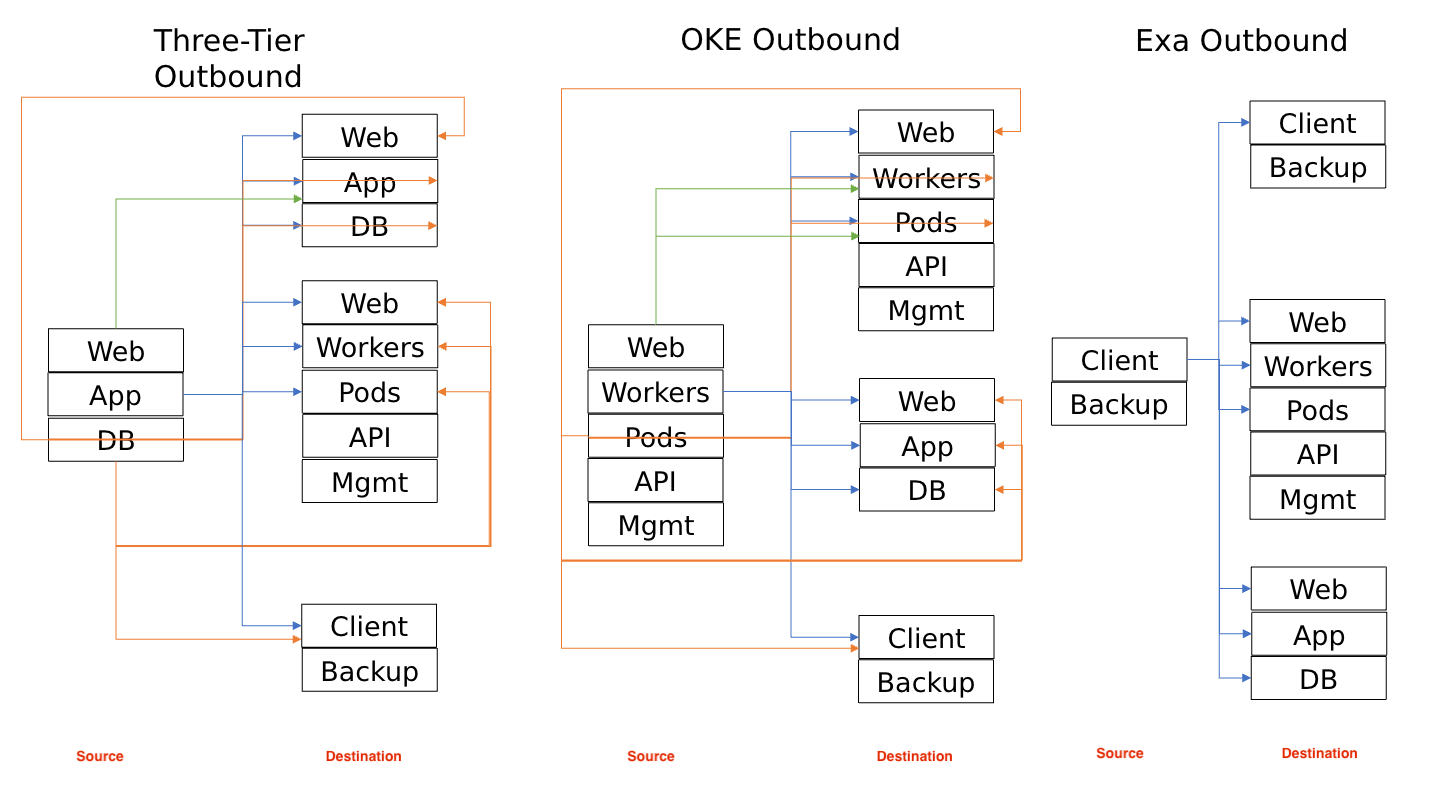 Three-Tier
Outbound
Web
App
DB
Web
Workers
Pods
API
Mgmt
Web
App
DB
Client
Backup
Source
Destination
OKE Outbound
Web
Workers
Pods
API
Mgmt
Web
Workers
Pods
API
Mgmt
Web
App
DB
Client
Backup
Source
Destination
Exa Outbound
Client
Backup
Client
Backup
Web
Workers
Pods
API
Mgmt
Web
App
DB
Source
Destination